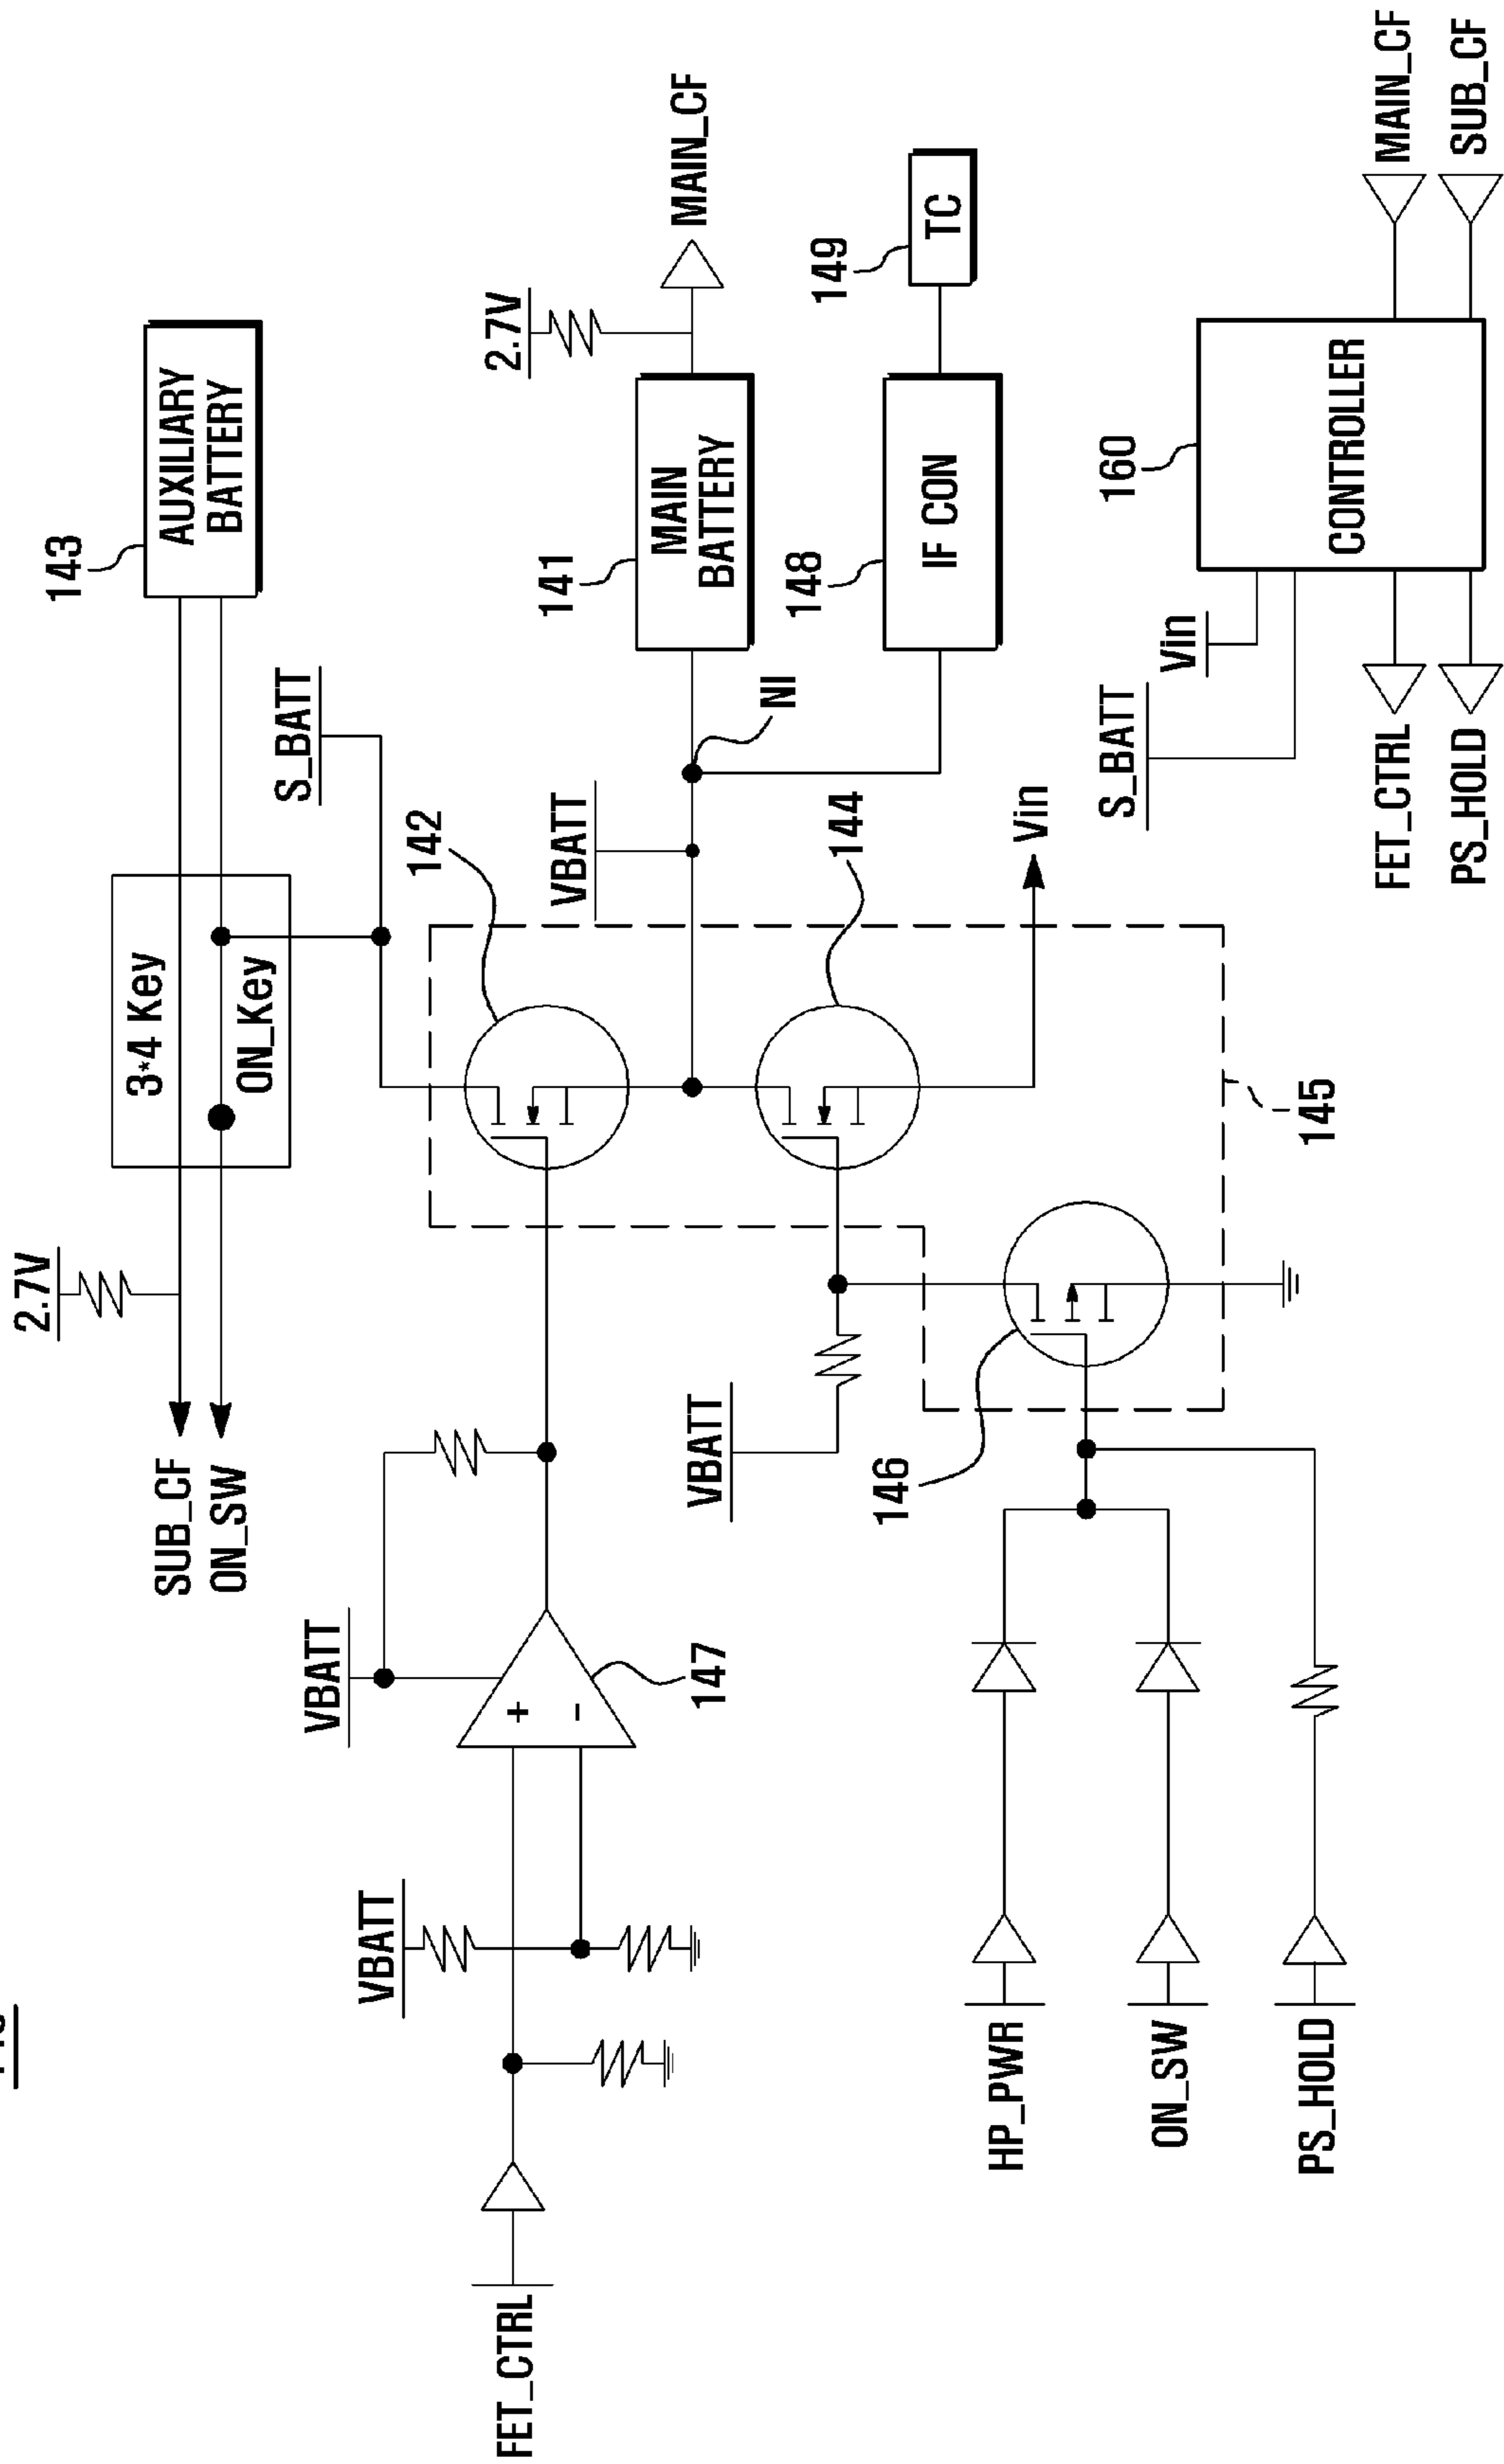 2.7V
SUB_CF
ON_SW
3*4 Key
ON_Key
143
AUXILIARY
BATTERY
S_BATT
VBATT
147
+
-
VBATT
FET_CTRL
142
VBATT
NI
141
MAIN
BATTERY
2.7V
MAIN_CF
148
IF CON
149
TC
144
Vin
145
VBATT
146
HP_PWR
ON_SW
PS_HOLD
160
CONTROLLER
Vin
S_BATT
FET_CTRL
PS_HOLD
MAIN_CF
SUB_CF